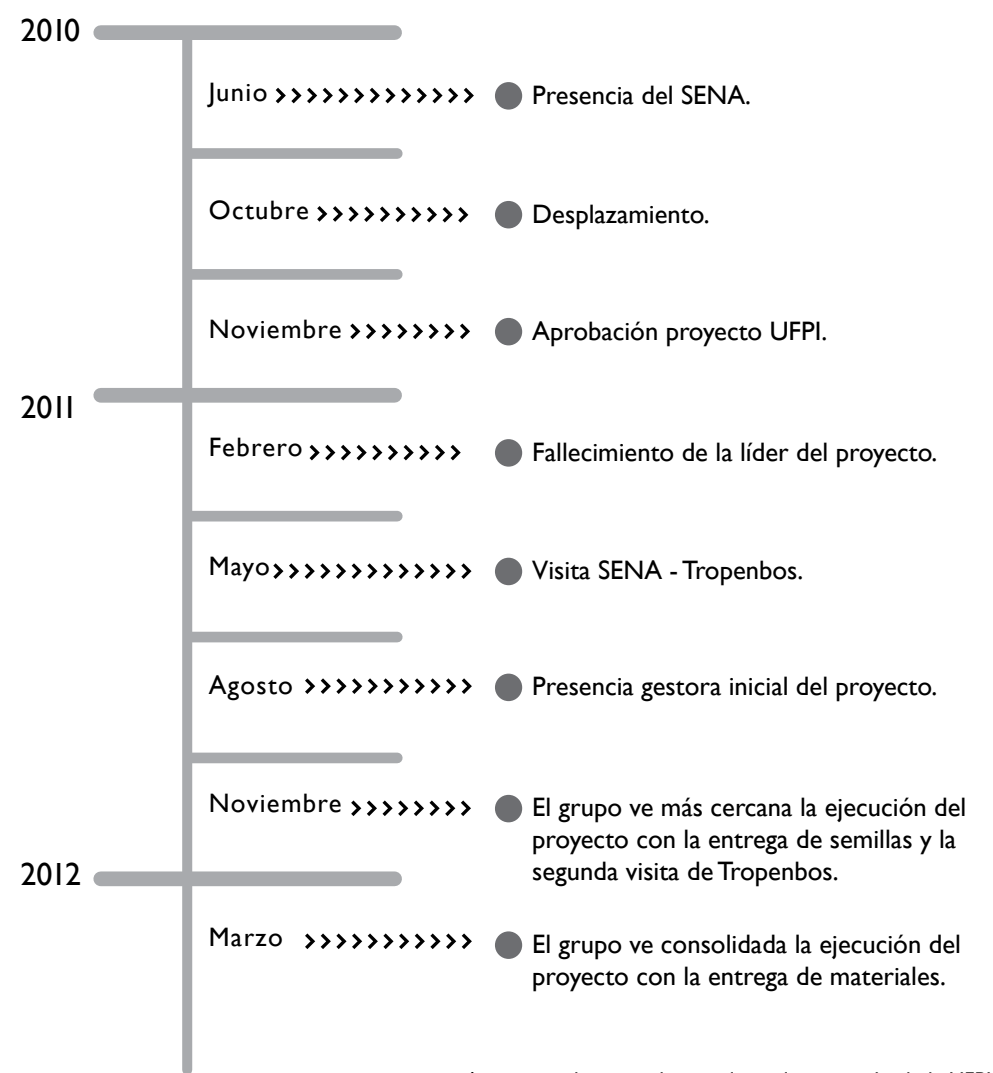 2010
Junio >>>>>>>>>>>>> Presencia del SENA.
Octubre >>>>>>>>>> Desplazamiento.
Noviembre >>>>>>>> Aprobación proyecto UFPI.
2011
Febrero >>>>>>>>>> Fallecimiento de la líder del proyecto.
Mayo >>>>>>>>>>>>> Visita SENA - Tropenbos.
Agosto >>>>>>>>>>> Presencia gestora inicial del proyecto.
Noviembre >>>>>>>> El grupo ve más cercana la ejecución del
proyecto con la entrega de semillas y la
segunda visita de Tropenbos.
2012
Marzo >>>>>>>>>>> El grupo ve consolidada la ejecución del
proyecto con la entrega de materiales.